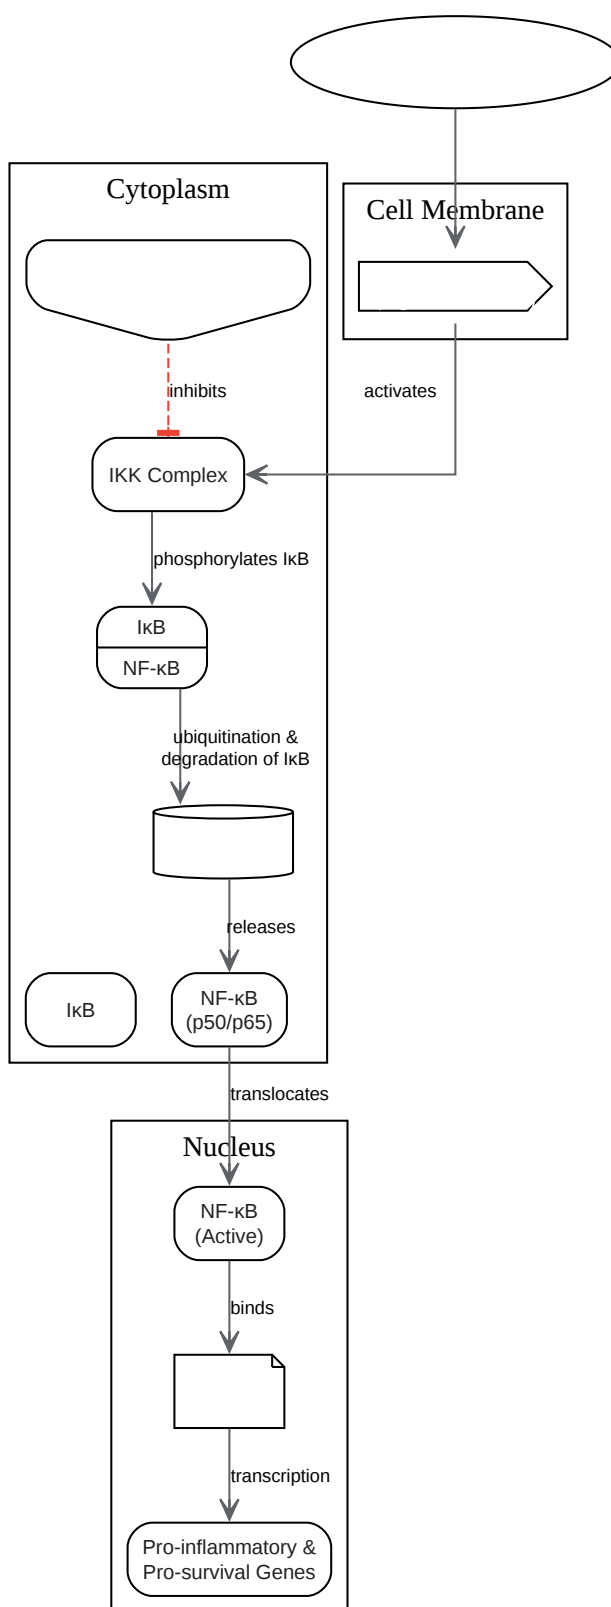 Cytoplasm
Cell Membrane
inhibits
activates
IKK Complex
phosphorylates IκB
IκB
NF-κB
ubiquitination &
degradation of IκB
releases
IκB
NF-κB
(p50/p65)
translocates
Nucleus
NF-κB
(Active)
binds
transcription
Pro-inflammatory &
Pro-survival Genes